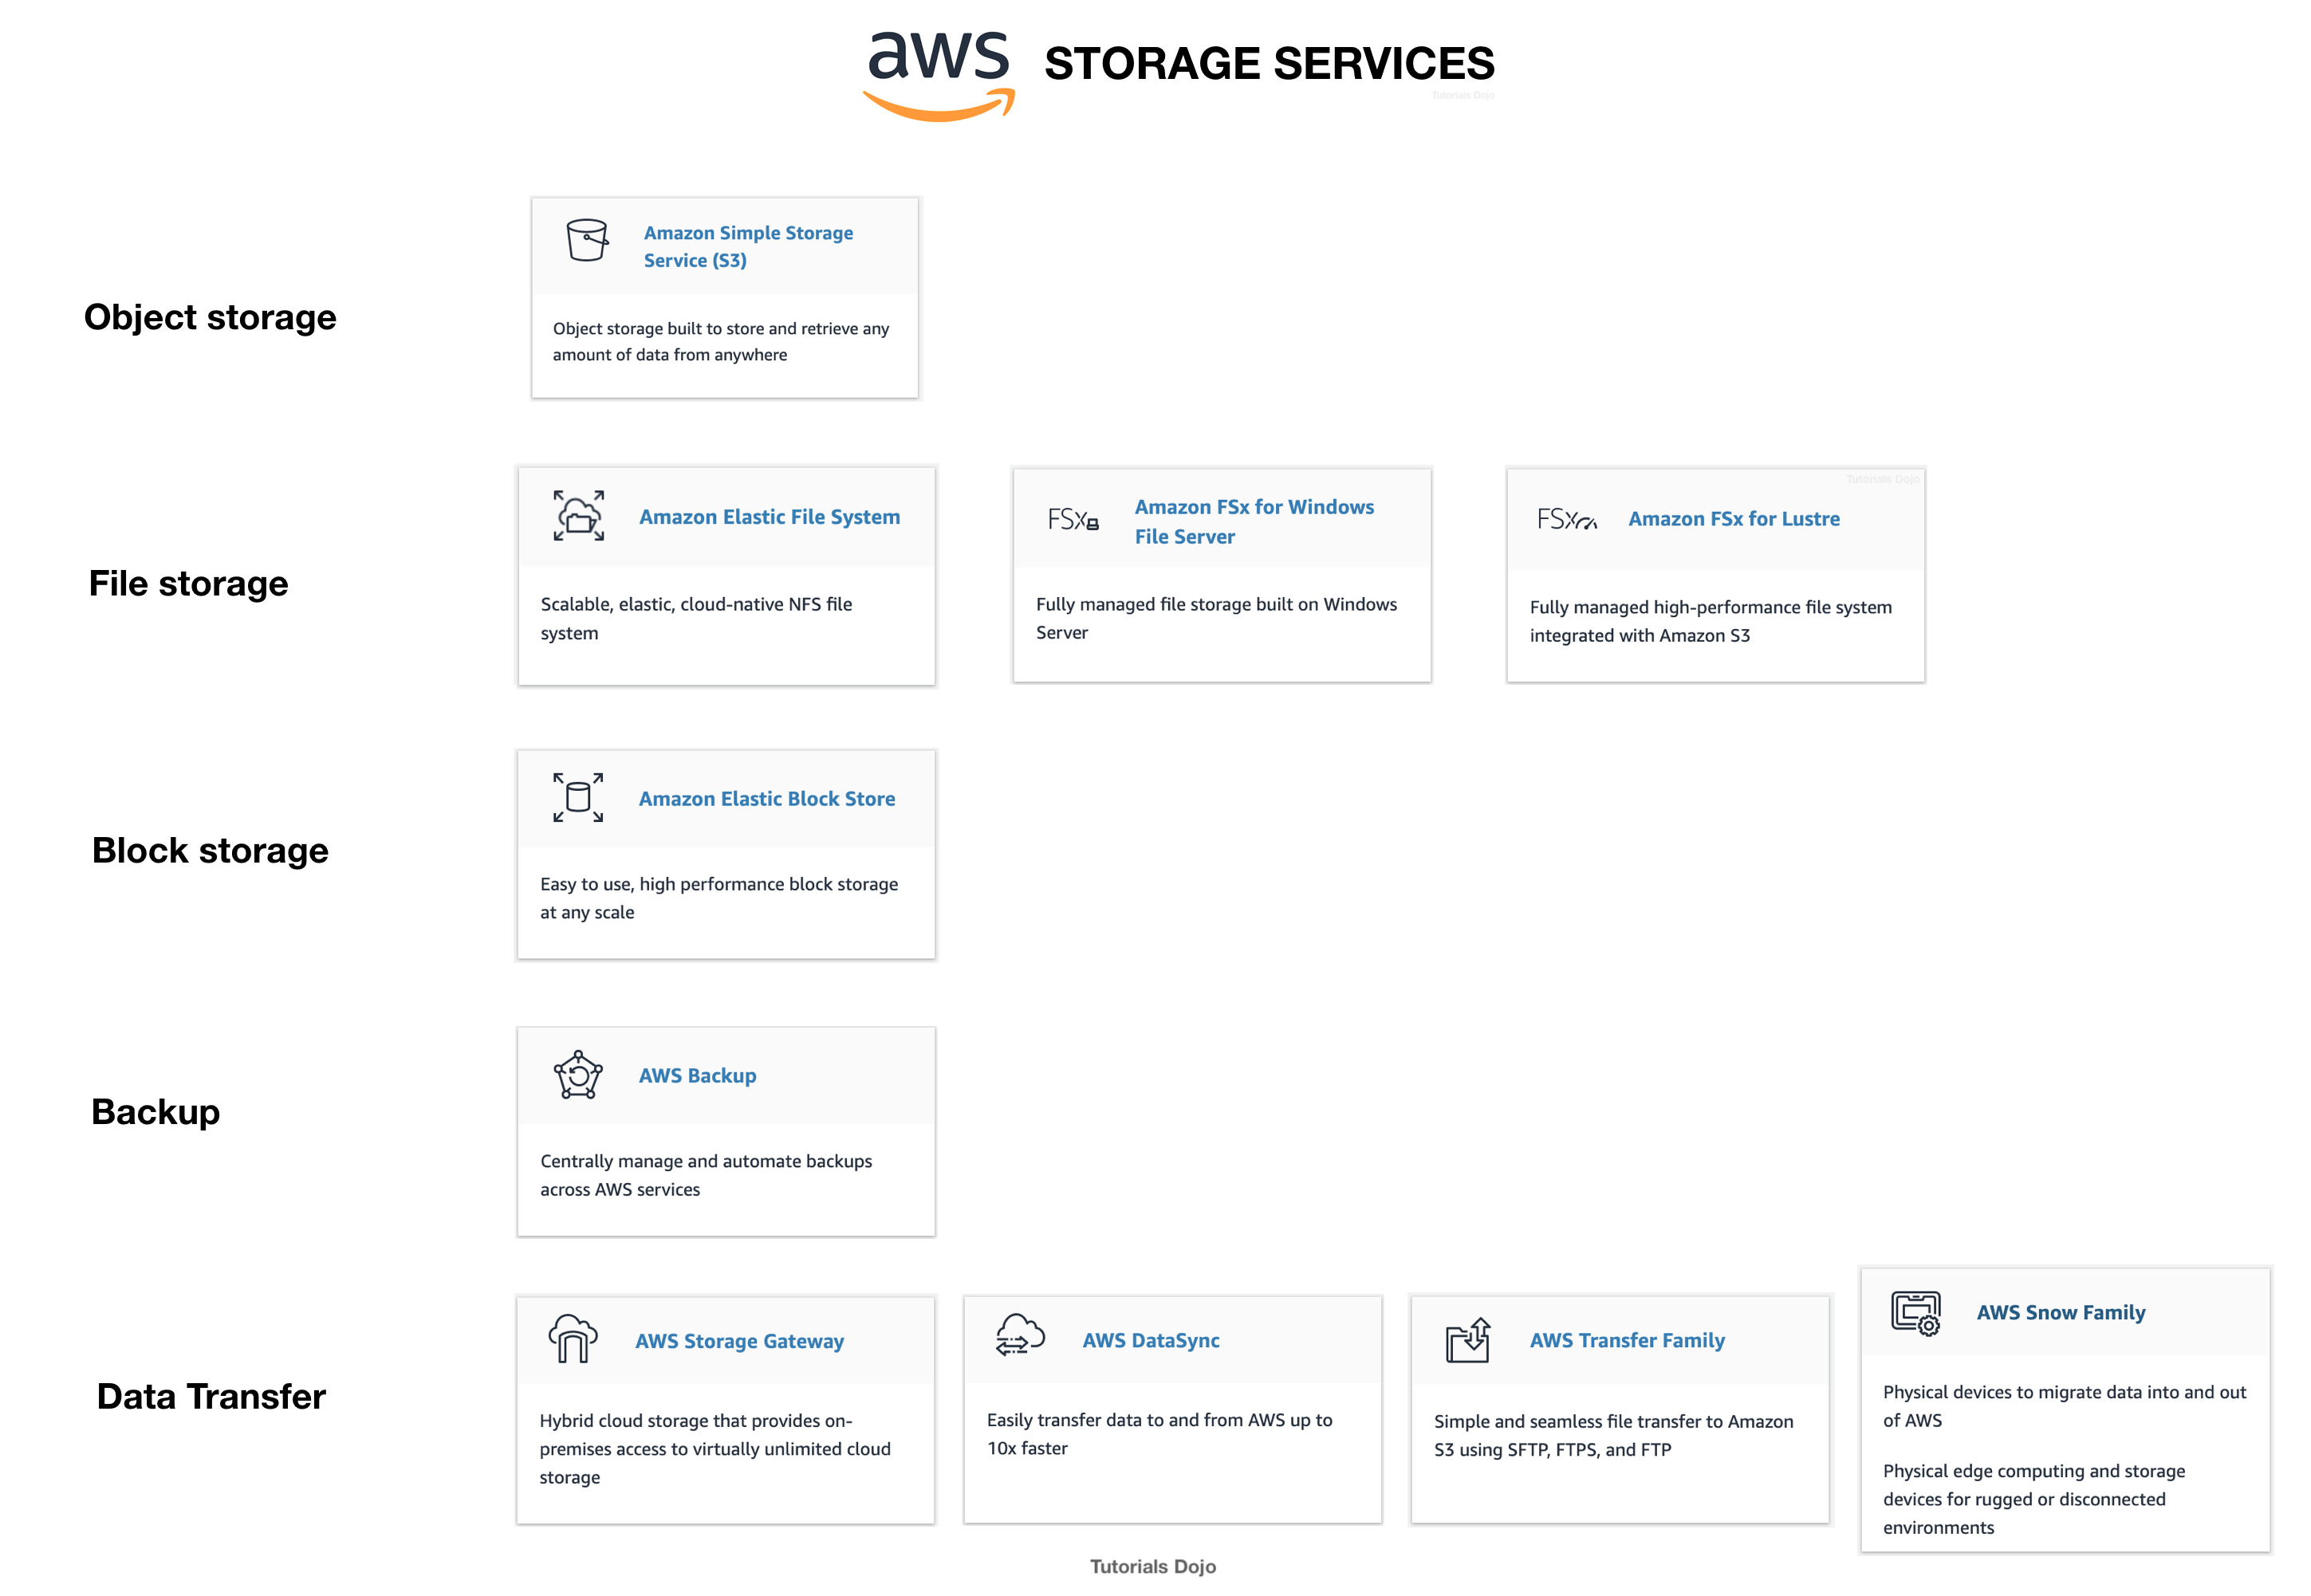 aws STORAGE SERVICES
Tutorials Dojo
Object storage
Amazon Simple Storage
Service (S3)
Object storage built to store and retrieve any
amount of data from anywhere
File storage
Amazon Elastic File System
Scalable, elastic, cloud-native NFS file
system
FSx
Amazon FSx for Windows
File Server
Fully managed file storage built on Windows
Server
Tutorials Dojo
FSx
Amazon FSx for Lustre
Fully managed high-performance file system
integrated with Amazon S3
Block storage
Amazon Elastic Block Store
Easy to use, high performance block storage
at any scale
Backup
AWS Backup
Centrally manage and automate backups
across AWS services
Data Transfer
AWS Storage Gateway
Hybrid cloud storage that provides on-
premises access to virtually unlimited cloud
storage
AWS DataSync
Easily transfer data to and from AWS up to
10x faster
AWS Transfer Family
Simple and seamless file transfer to Amazon
S3 using SFTP, FTPS, and FTP
AWS Snow Family
Physical devices to migrate data into and out
of AWS
Physical edge computing and storage
devices for rugged or disconnected
environments
Tutorials Dojo